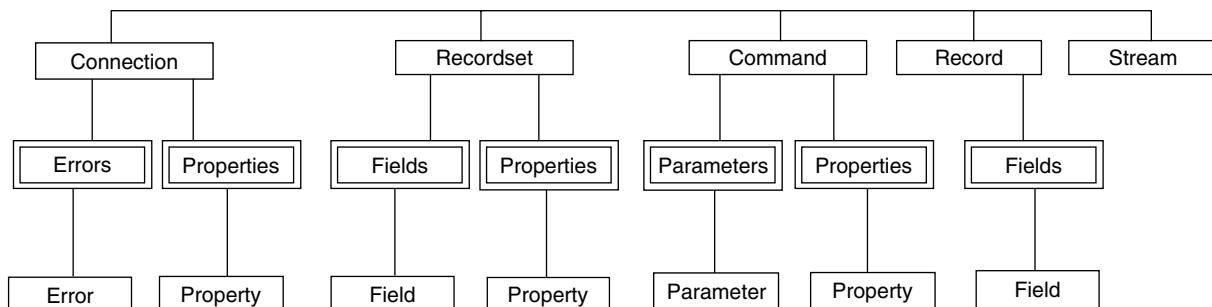 Connection
Recordset
Command
Record
Stream
Errors
Properties
Fields
Properties
Parameters
Properties
Fields
Error
Property
Field
Property
Parameter
Property
Field